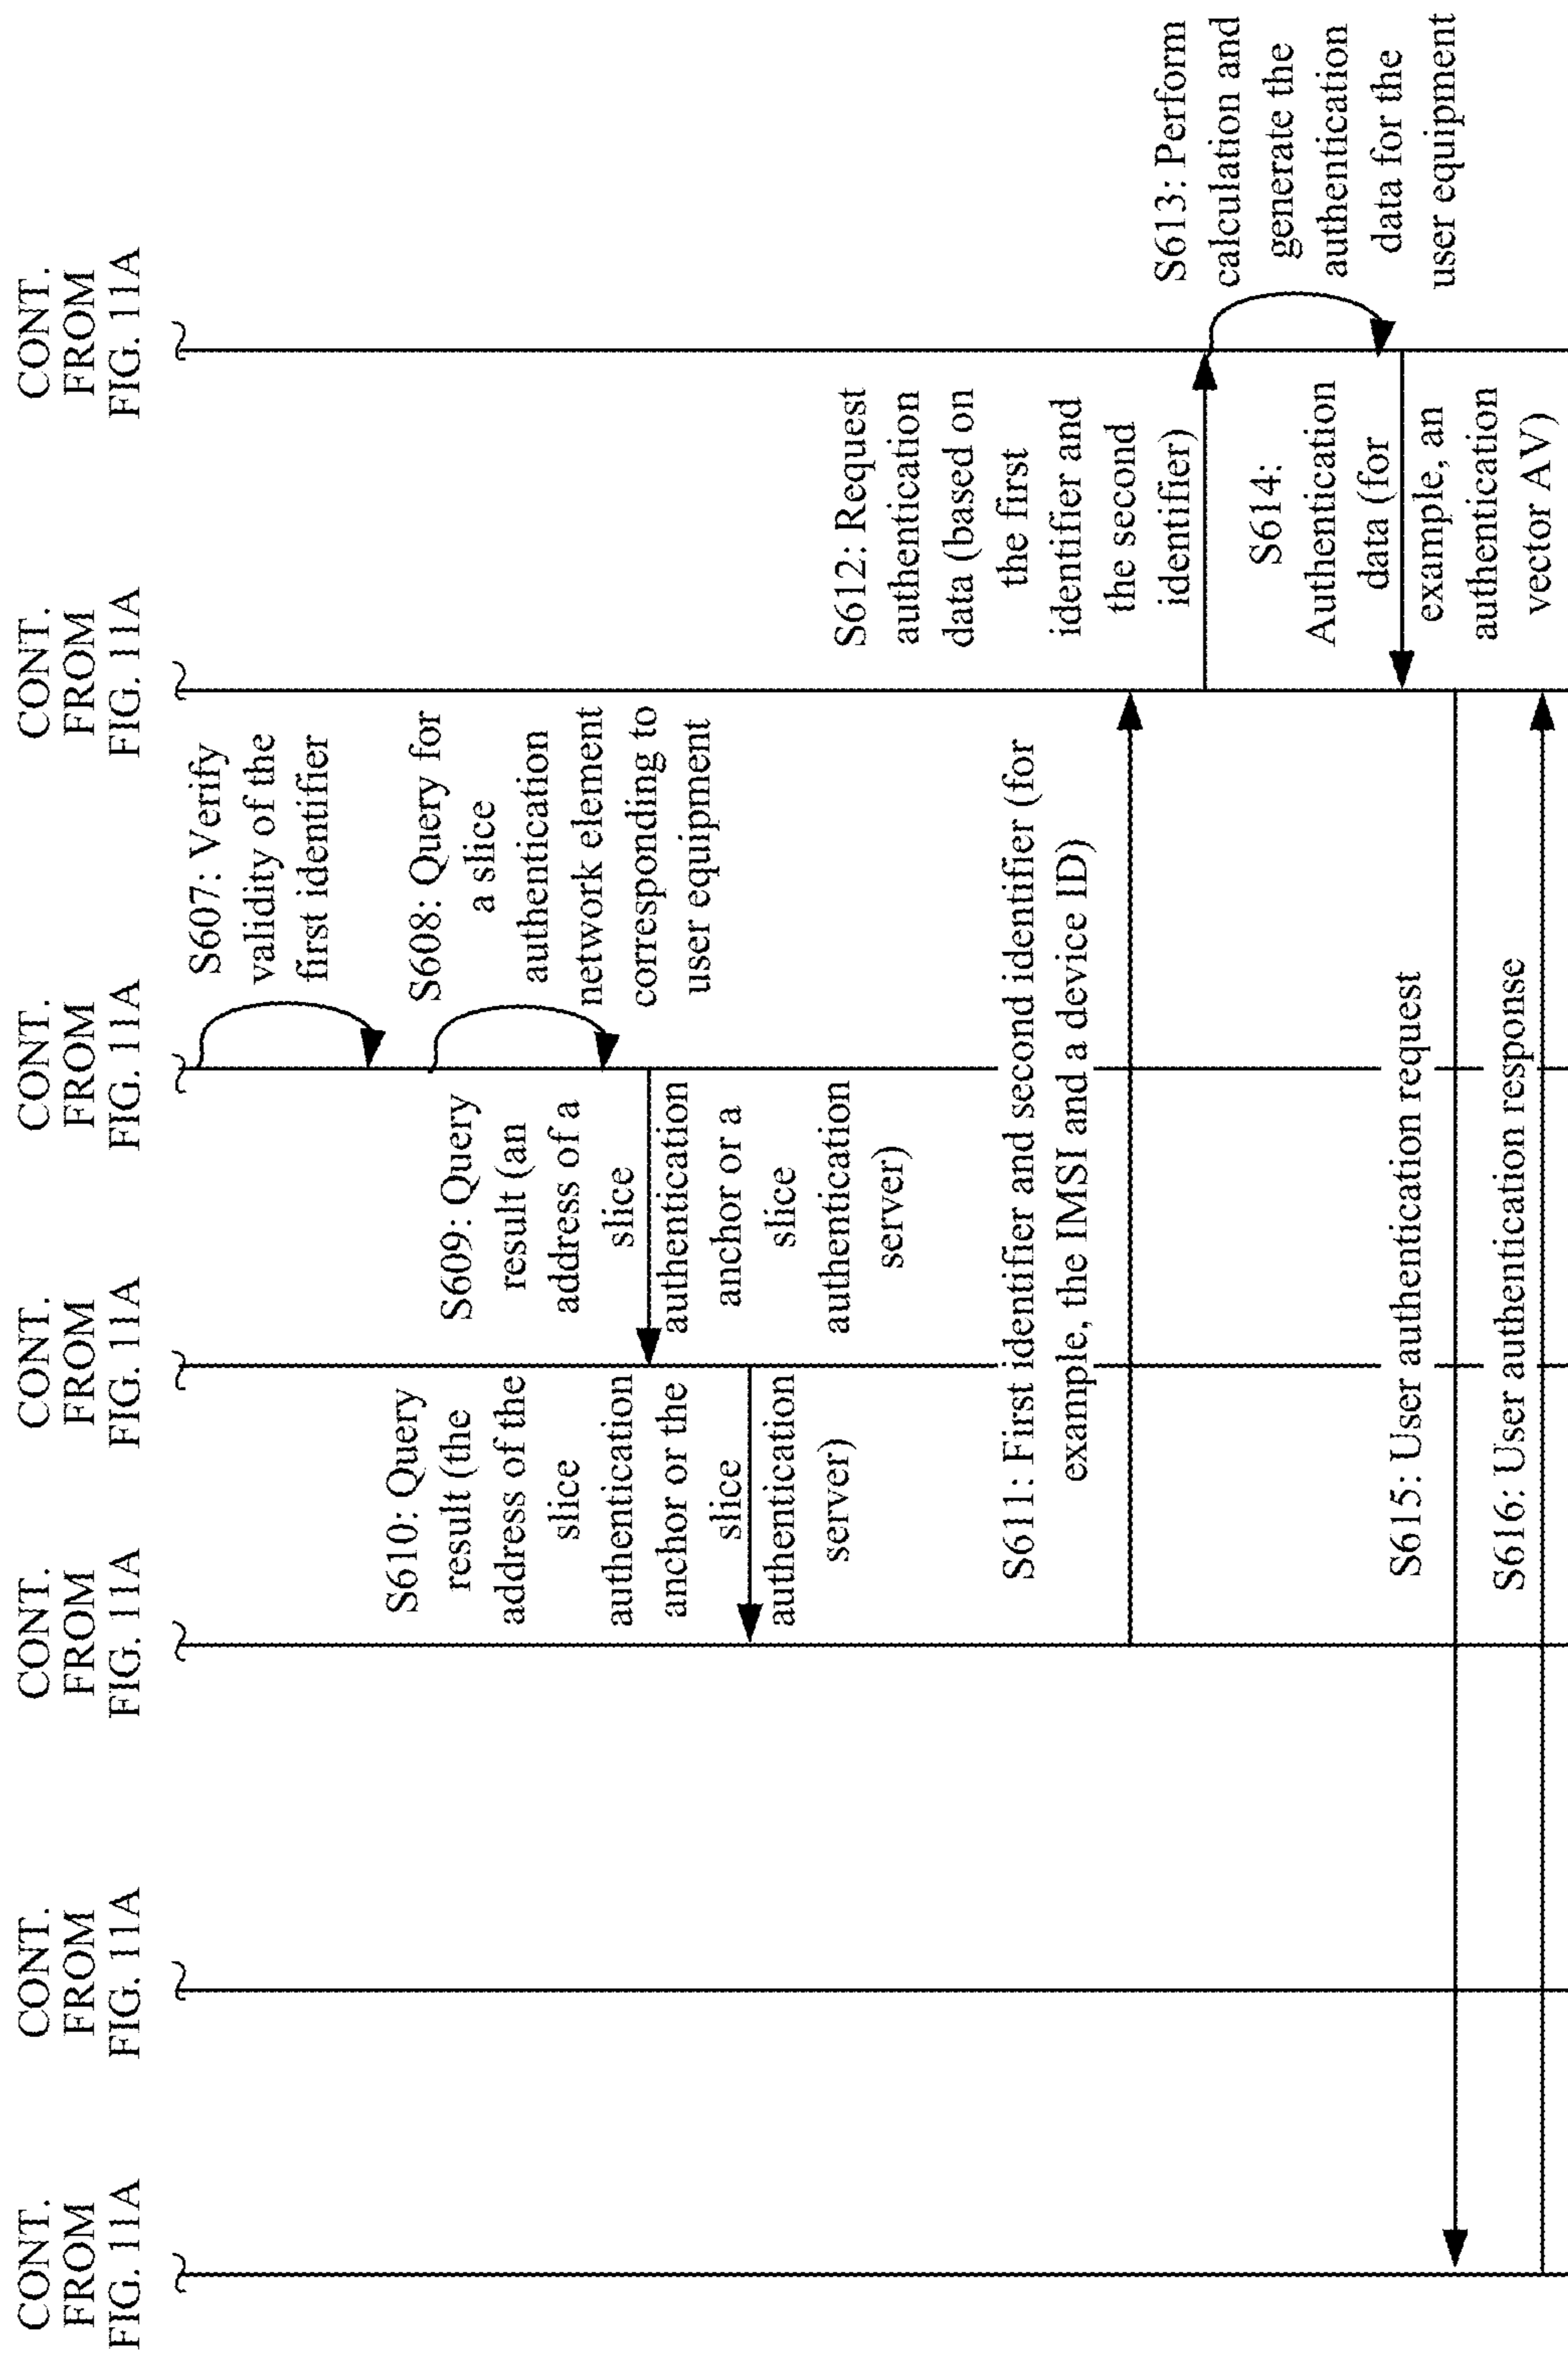 CONT.
FROM
FIG. 11A
CONT.
FROM
FIG. 11A
CONT.
FROM
FIG. 11A
CONT.
FROM
FIG. 11A
CONT.
FROM
FIG. 11A
CONT.
FROM
FIG. 11A
CONT.
FROM
FIG. 11A
S607: Verify
validity of the
first identifier
S608: Query for
a slice
authentication
network element
corresponding to
user equipment
S609: Query
result (an
address of a
slice
authentication
anchor or a
slice
authentication
server)
S610: Query
result (the
address of the
slice
authentication
anchor or the
slice
authentication
server)
S611: First identifier and second identifier (for
example, the IMSI and a device ID)
S612: Request
authentication
data (based on
the first
identifier and
the second
identifier)
S613: Perform
calculation and
generate the
authentication
data for the
user equipment
S614:
Authentication
data (for
example, an
authentication
vector AV)
S615: User authentication request
S616: User authentication response